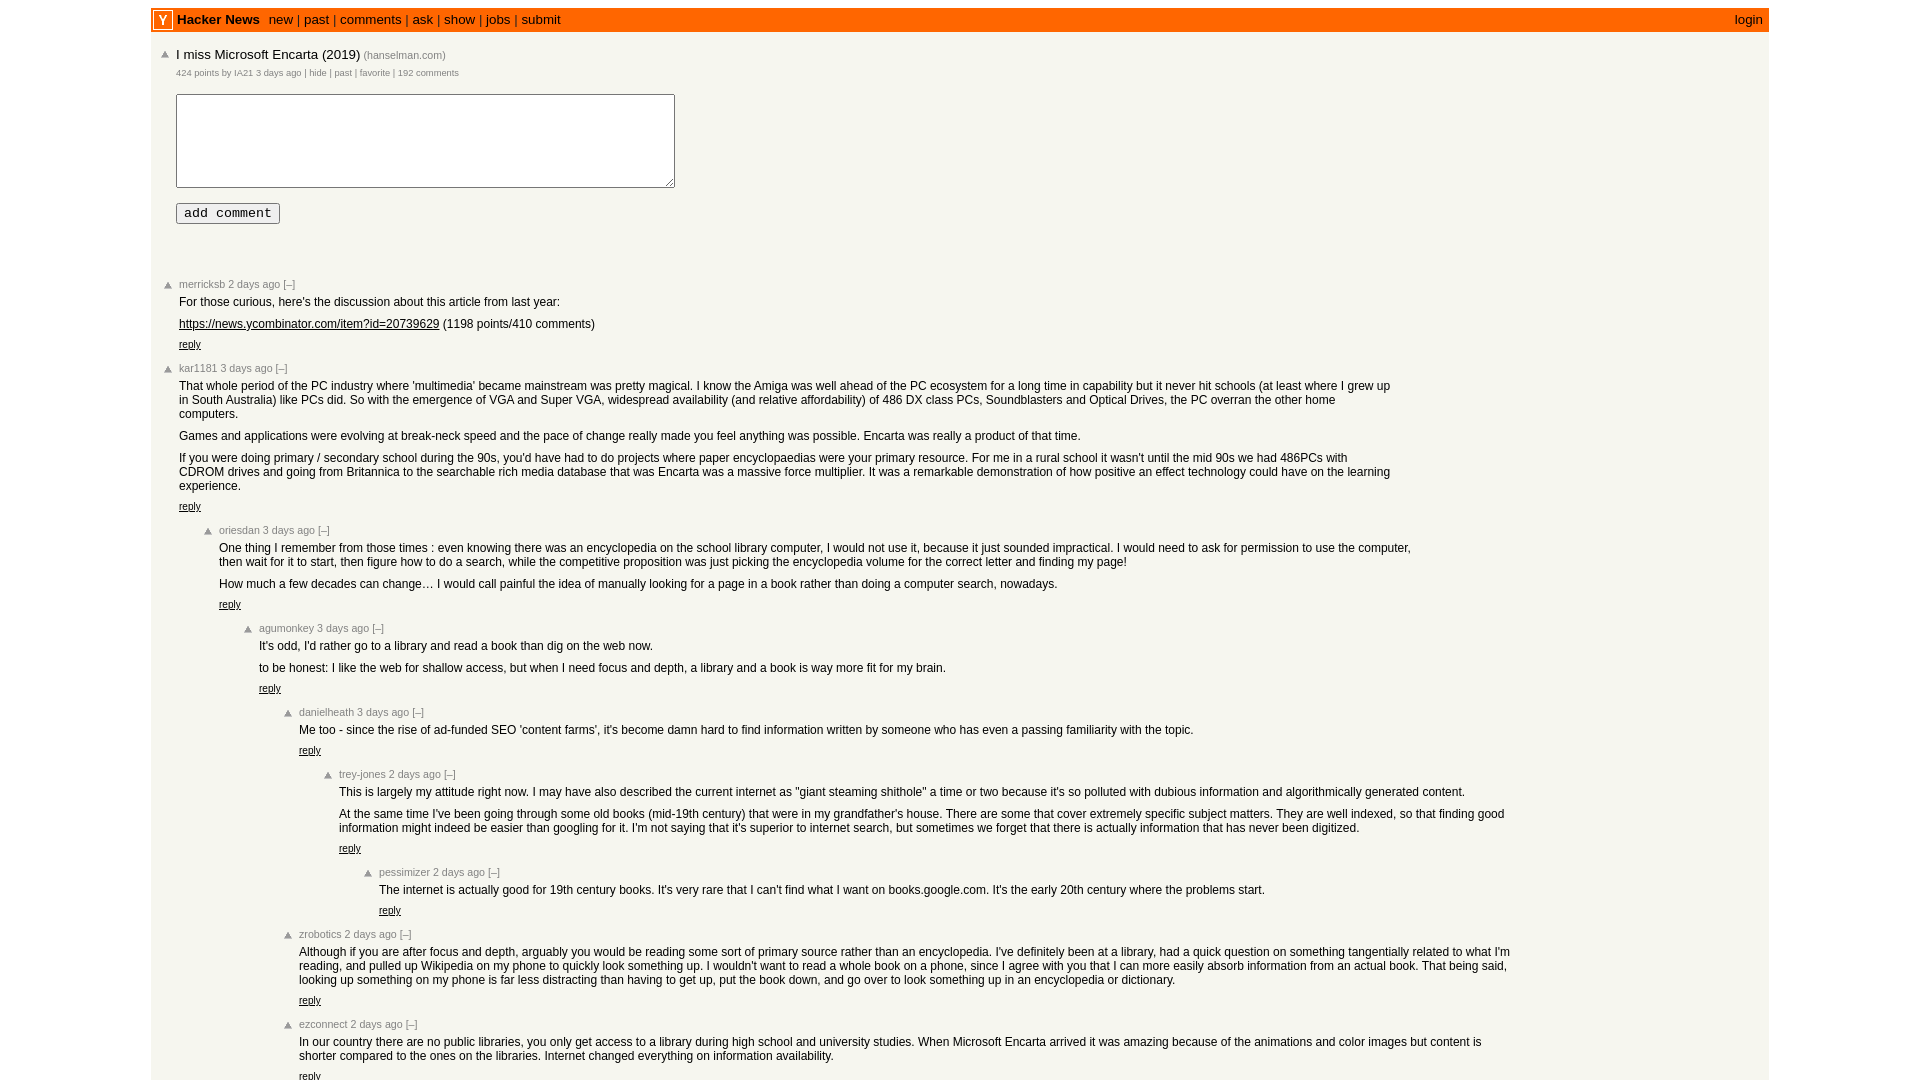 Y Hacker News new | past | comments | ask | show | jobs | submit login
I miss Microsoft Encarta (2019) (hanselman.com)
424 points by IA21 3 days ago | hide | past | favorite | 192 comments
add comment
merricksb 2 days ago [–]
For those curious, here's the discussion about this article from last year:
https://news.ycombinator.com/item?id=20739629 (1198 points/410 comments)
reply
kar1181 3 days ago [–]
That whole period of the PC industry where 'multimedia' became mainstream was pretty magical. I know the Amiga was well ahead of the PC ecosystem for a long time in capability but it never hit schools (at least where I grew up
in South Australia) like PCs did. So with the emergence of VGA and Super VGA, widespread availability (and relative affordability) of 486 DX class PCs, Soundblasters and Optical Drives, the PC overran the other home
computers.
Games and applications were evolving at break-neck speed and the pace of change really made you feel anything was possible. Encarta was really a product of that time.
If you were doing primary / secondary school during the 90s, you'd have had to do projects where paper encyclopaedias were your primary resource. For me in a rural school it wasn't until the mid 90s we had 486PCs with
CDROM drives and going from Britannica to the searchable rich media database that was Encarta was a massive force multiplier. It was a remarkable demonstration of how positive an effect technology could have on the learning
experience.
reply
oriesdan 3 days ago [–]
One thing I remember from those times : even knowing there was an encyclopedia on the school library computer, I would not use it, because it just sounded impractical. I would need to ask for permission to use the computer,
then wait for it to start, then figure how to do a search, while the competitive proposition was just picking the encyclopedia volume for the correct letter and finding my page!
How much a few decades can change… I would call painful the idea of manually looking for a page in a book rather than doing a computer search, nowadays.
reply
agumonkey 3 days ago [–]
It's odd, I'd rather go to a library and read a book than dig on the web now.
to be honest: I like the web for shallow access, but when I need focus and depth, a library and a book is way more fit for my brain.
reply
danielheath 3 days ago [–]
Me too - since the rise of ad-funded SEO 'content farms', it's become damn hard to find information written by someone who has even a passing familiarity with the topic.
reply
trey-jones 2 days ago [–]
This is largely my attitude right now. I may have also described the current internet as "giant steaming shithole" a time or two because it's so polluted with dubious information and algorithmically generated content.
At the same time I've been going through some old books (mid-19th century) that were in my grandfather's house. There are some that cover extremely specific subject matters. They are well indexed, so that finding good
information might indeed be easier than googling for it. I'm not saying that it's superior to internet search, but sometimes we forget that there is actually information that has never been digitized.
reply
pessimizer 2 days ago [–]
The internet is actually good for 19th century books. It's very rare that I can't find what I want on books.google.com. It's the early 20th century where the problems start.
reply
zrobotics 2 days ago [–]
Although if you are after focus and depth, arguably you would be reading some sort of primary source rather than an encyclopedia. I've definitely been at a library, had a quick question on something tangentially related to what I'm
reading, and pulled up Wikipedia on my phone to quickly look something up. I wouldn't want to read a whole book on a phone, since I agree with you that I can more easily absorb information from an actual book. That being said,
looking up something on my phone is far less distracting than having to get up, put the book down, and go over to look something up in an encyclopedia or dictionary.
reply
ezconnect 2 days ago [–]
In our country there are no public libraries, you only get access to a library during high school and university studies. When Microsoft Encarta arrived it was amazing because of the animations and color images but content is
shorter compared to the ones on the libraries. Internet changed everything on information availability.
reply